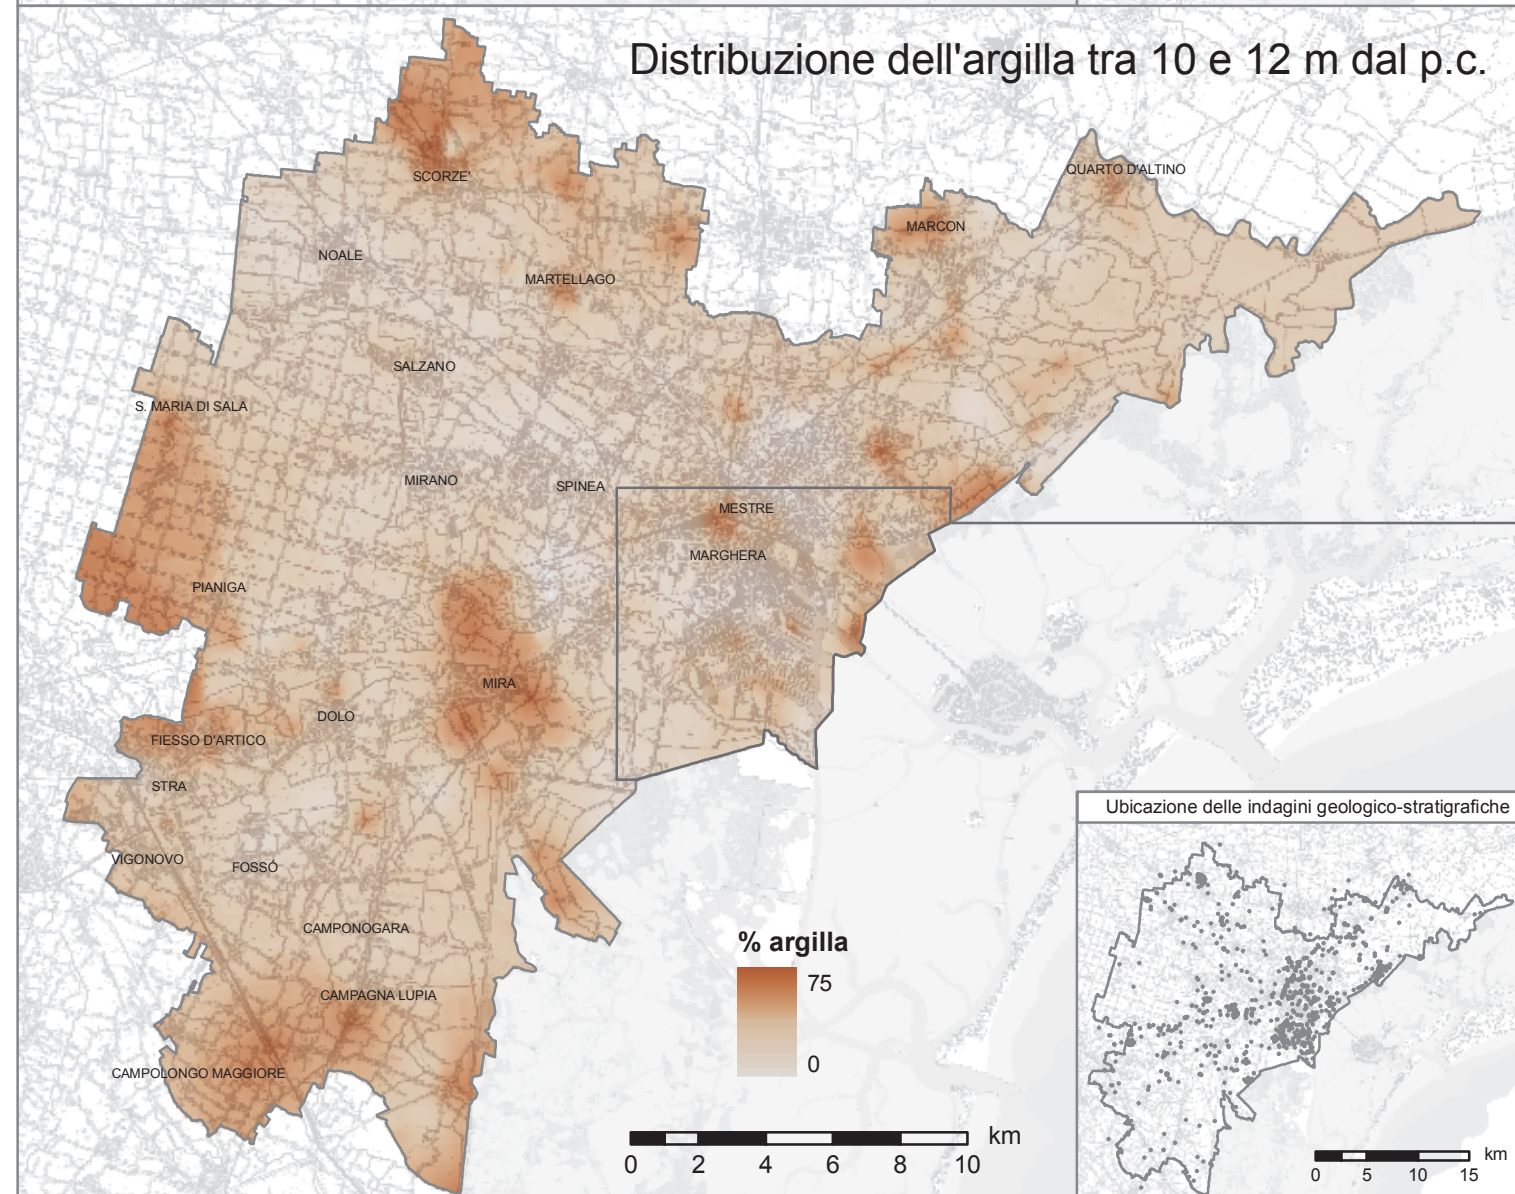 Distribuzione dell'argilla tra 10 e 12 m dal p.c.
QUARTO D'ALTINO
SCORZE'
MARCON
NOALE
MARTELLAGO
SALZANO
S. MARIA DI SALA
MIRANO
SPINEA
MESTRE
MARGHERA
PIANIGA
MIRA
DOLO
FIESSO D'ARTICO
STRA
VIGONOVO
FOSSÓ
CAMPONOGARA
CAMPAGNA LUPIA
CAMPOLONGO MAGGIORE
% argilla
75
0
km
0 2 4 6 8 10
Ubicazione delle indagini geologico-stratigrafiche
km
0 5 10 15